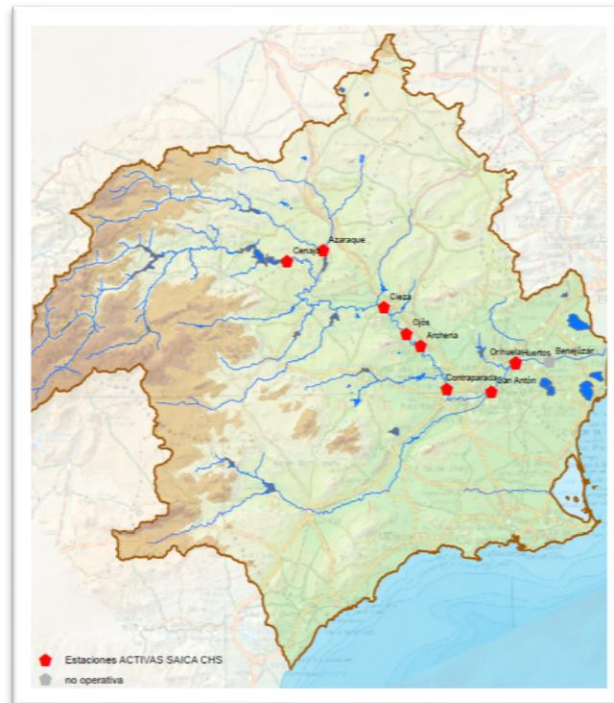 Azaraque
Cenajo
Cieza
Ojós
Archena
Orihuela Huertos
Benejúzar
Contraparada
San Antón
Estaciones ACTIVAS SAICA CHS
no operativa